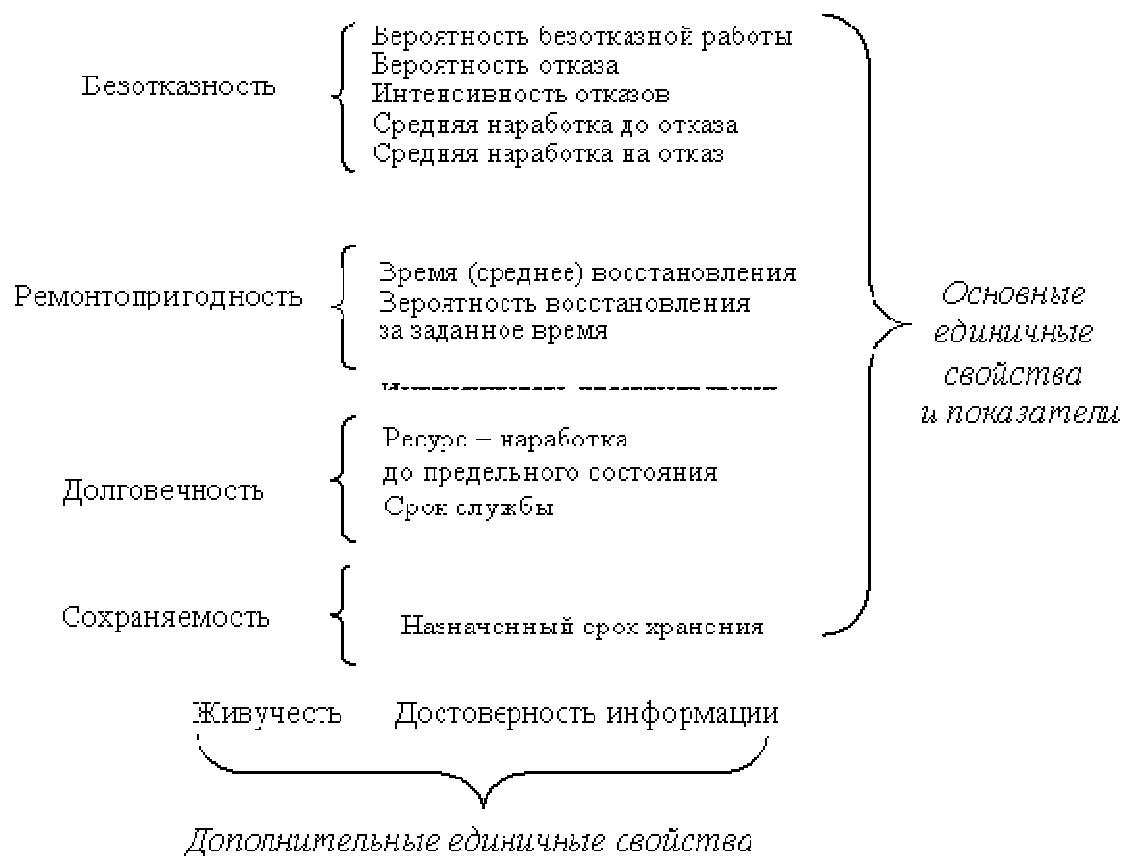 Безотказность
Вероятность безотказной работы
Вероятность отказа
Интенсивность отказов
Средняя наработка до отказа
Средняя наработка на отказ
Ремонтопригодность
Время (среднее) восстановления
Вероятность восстановления
за заданное время
Долговечность
Ресурс – наработка
до предельного состояния
Срок службы
Сохраняемость
Назначенный срок хранения
Основные
единичные
свойства
и показатели
Живучесть Достоверность информации
Дополнительные единичные свойства